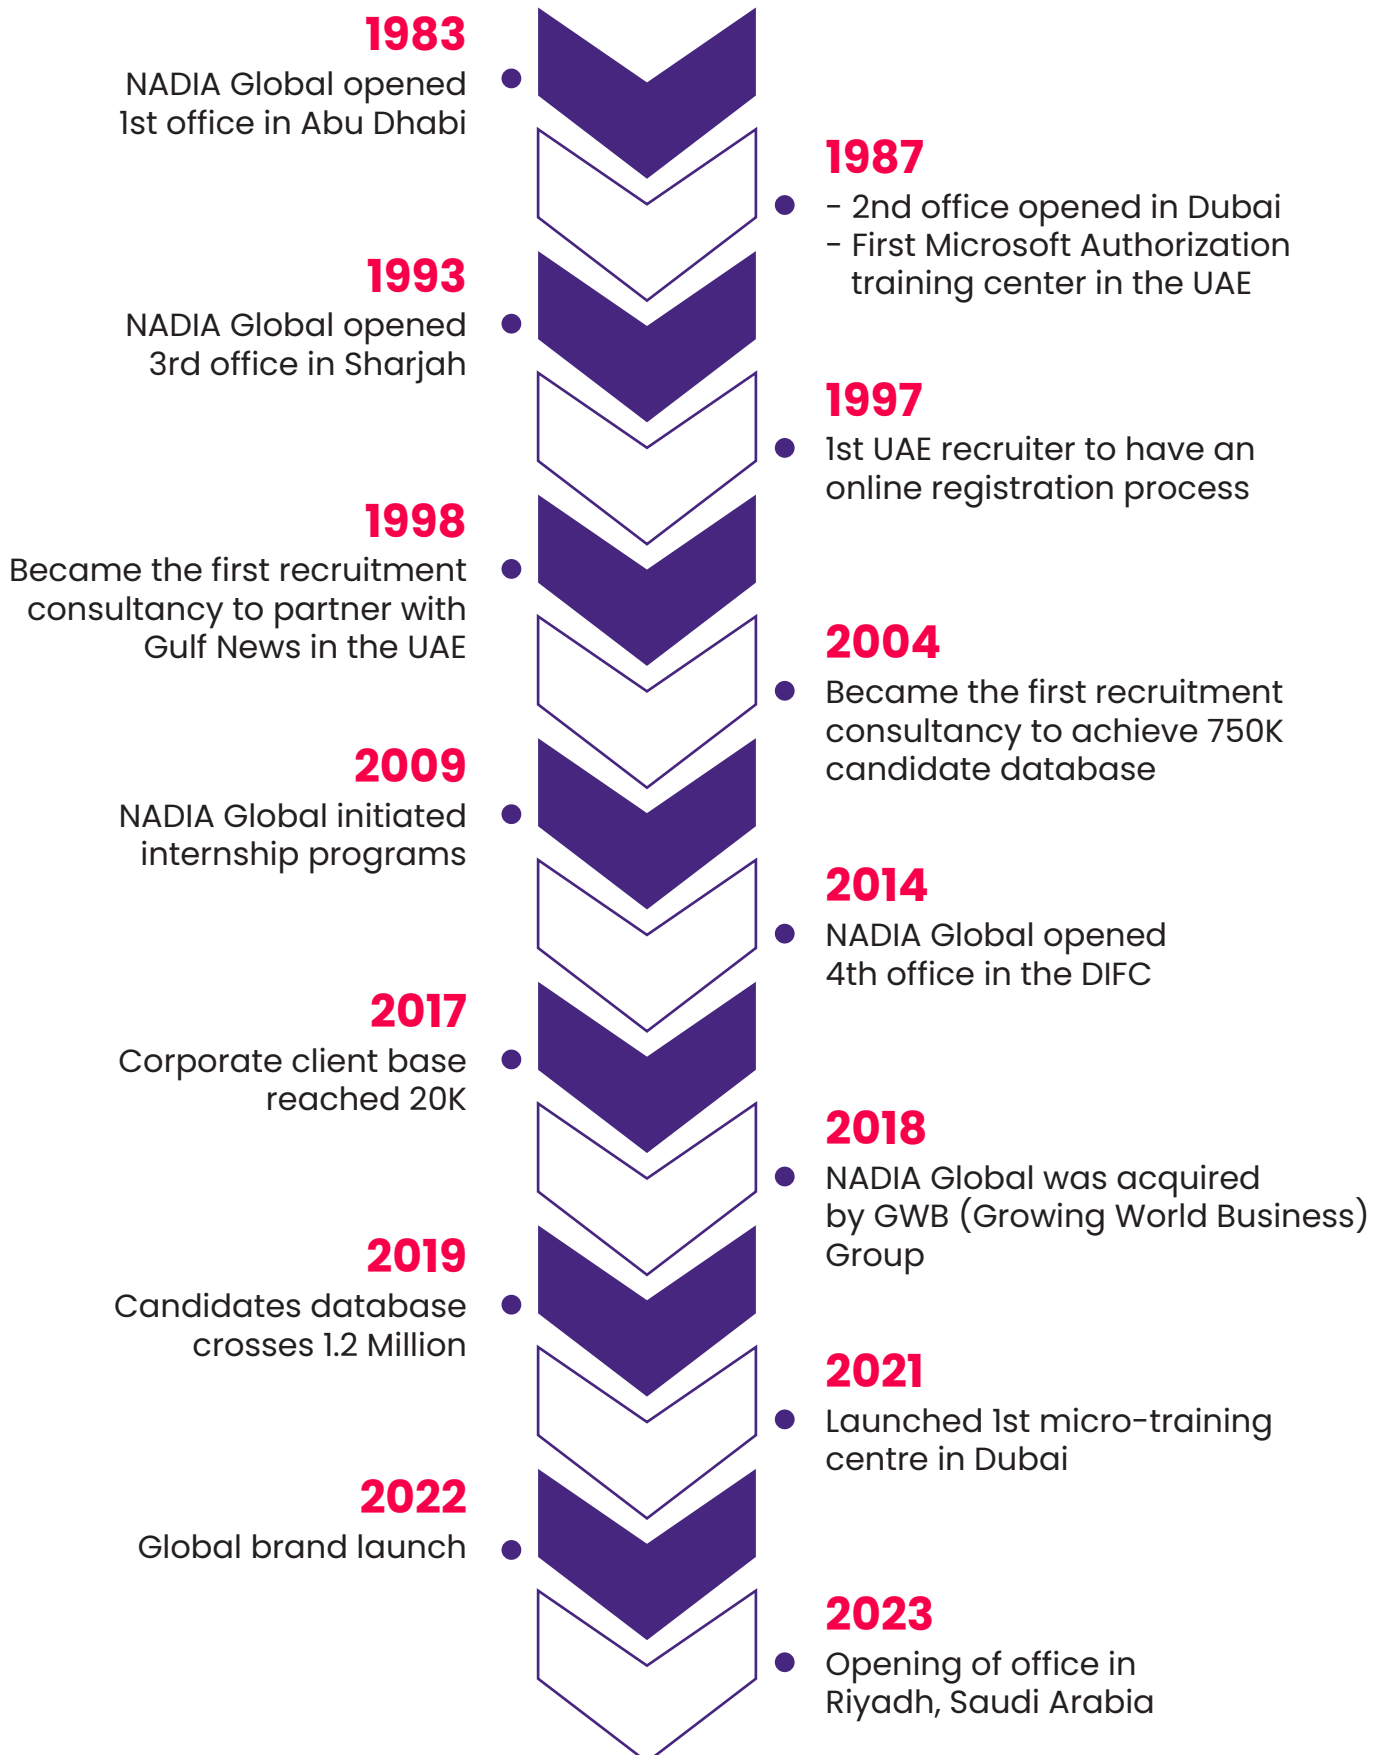 1983
NADIA Global opened
1st office in Abu Dhabi
1987
- 2nd office opened in Dubai
- First Microsoft Authorization
training center in the UAE
1993
NADIA Global opened
3rd office in Sharjah
1997
1st UAE recruiter to have an
online registration process
1998
Became the first recruitment
consultancy to partner with
Gulf News in the UAE
2004
Became the first recruitment
consultancy to achieve 750K
candidate database
2009
NADIA Global initiated
internship programs
2014
NADIA Global opened
4th office in the DIFC
2017
Corporate client base
reached 20K
2018
NADIA Global was acquired
by GWB (Growing World Business)
Group
2019
Candidates database
crosses 1.2 Million
2021
Launched 1st micro-training
centre in Dubai
2022
Global brand launch
2023
Opening of office in
Riyadh, Saudi Arabia